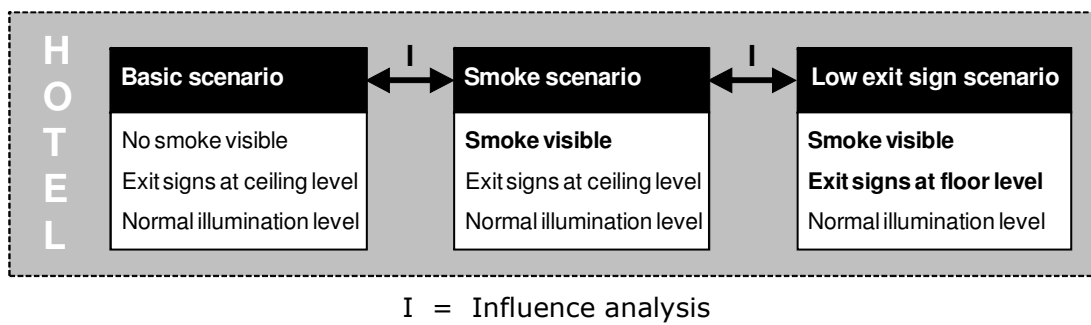 HOTEL
I I
Basic scenario Smoke scenario Low exit sign scenario
No smoke visible Smoke visible Smoke visible
Exit signs at ceiling level Exit signs at ceiling level Exit signs at floor level
Normal illumination level Normal illumination level Normal illumination level
I = Influence analysis